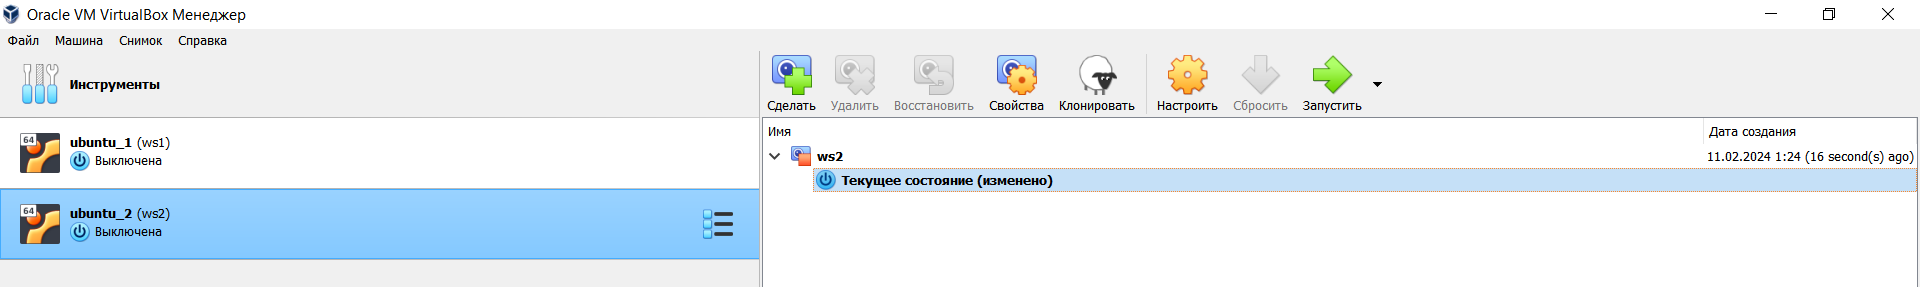 Oracle VM VirtualBox Менеджер
Файл Машина Снимок Справка
Инструменты
Сделать Удалить Восстановить Свойства Клонировать Настроить Сбросить Запустить
Имя Дата создания
64 ubuntu_1 (ws1)
Выключена
ws2 11.02.2024 1:24 (16 second(s) ago)
Текущее состояние (изменено)
64 ubuntu_2 (ws2)
Выключена